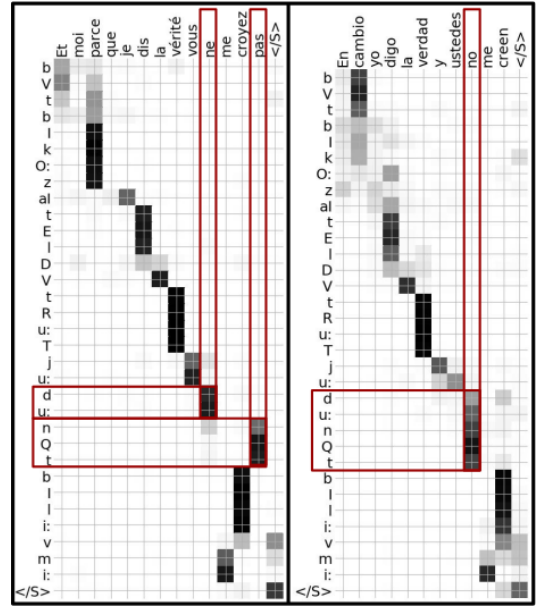 Et moi parce que je dis la vérité vous ne me croyez pas </S>
b
V
t
b
I
k
O:
z
aI
t
E
l
D
V
t
R
u:
T
j
u:
d
u:
n
Q
t
b
I
l
i:
v
m
i:
</S>
En cambio yo digo la verdad y ustedes no me creen </S>
b
V
t
b
I
k
O:
z
aI
t
E
l
D
V
t
R
u:
T
j
u:
d
u:
n
Q
t
b
I
l
i:
v
m
i:
</S>